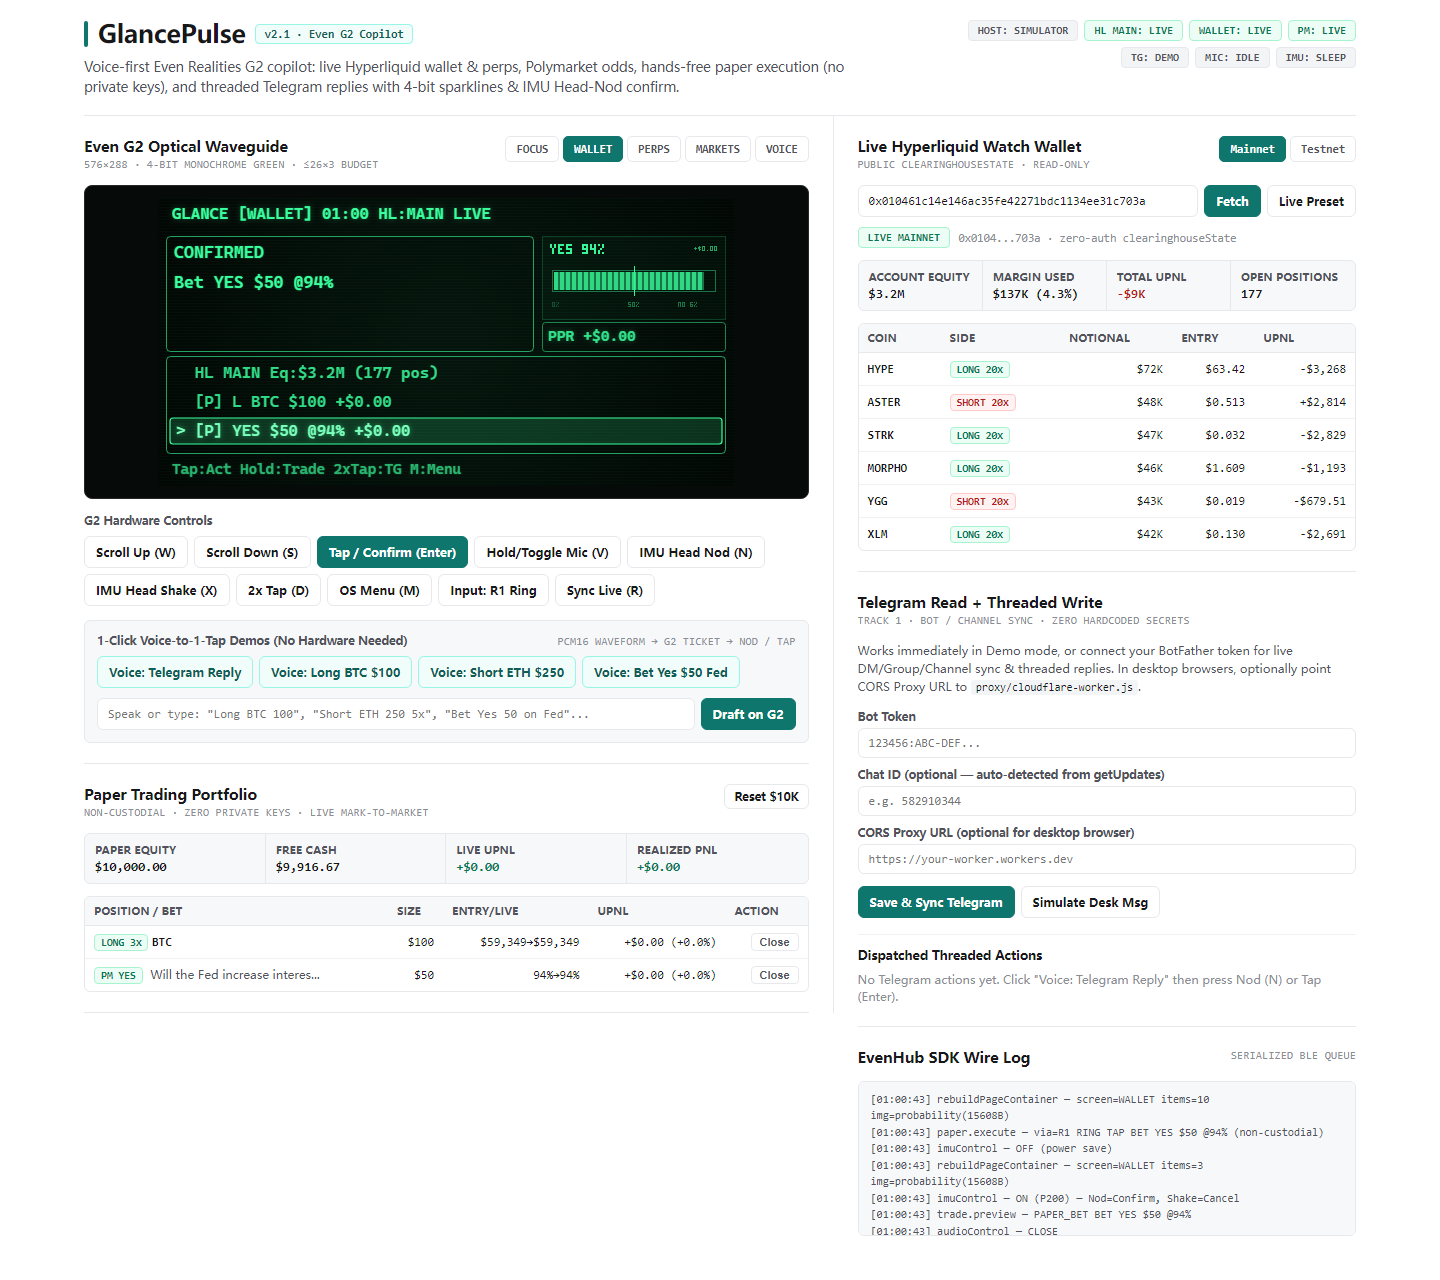 GlancePulse
v2.1 · Even G2 Copilot
HOST: SIMULATOR
HL MAIN: LIVE
WALLET: LIVE
PM: LIVE
TG: DEMO
MIC: IDLE
IMU: SLEEP
Voice-first Even Realities G2 copilot: live Hyperliquid wallet & perps, Polymarket odds, hands-free paper execution (no
private keys), and threaded Telegram replies with 4-bit sparklines & IMU Head-Nod confirm.
Even G2 Optical Waveguide
576×288 · 4-BIT MONOCHROME GREEN · ≤26×3 BUDGET
FOCUS
WALLET
PERPS
MARKETS
VOICE
GLANCE [WALLET] 01:00 HL:MAIN LIVE
CONFIRMED
Bet YES $50 @94%
YES 94%
+$0.00
0%
50%
NO 6%
PPR +$0.00
HL MAIN Eq:$3.2M (177 pos)
[P] L BTC $100 +$0.00
> [P] YES $50 @94% +$0.00
Tap:Act Hold:Trade 2xTap:TG M:Menu
G2 Hardware Controls
Scroll Up (W)
Scroll Down (S)
Tap / Confirm (Enter)
Hold/Toggle Mic (V)
IMU Head Nod (N)
IMU Head Shake (X)
2x Tap (D)
OS Menu (M)
Input: R1 Ring
Sync Live (R)
1-Click Voice-to-1-Tap Demos (No Hardware Needed)
PCM16 WAVEFORM → G2 TICKET → NOD / TAP
Voice: Telegram Reply
Voice: Long BTC $100
Voice: Short ETH $250
Voice: Bet Yes $50 Fed
Speak or type: "Long BTC 100", "Short ETH 250 5x", "Bet Yes 50 on Fed"...
Draft on G2
Paper Trading Portfolio
NON-CUSTODIAL · ZERO PRIVATE KEYS · LIVE MARK-TO-MARKET
Reset $10K
PAPER EQUITY
$10,000.00
FREE CASH
$9,916.67
LIVE UPNL
+$0.00
REALIZED PNL
+$0.00
POSITION / BET SIZE ENTRY/LIVE UPNL ACTION
LONG 3x BTC $100 $59,349→$59,349 +$0.00 (+0.0%) Close
PM YES Will the Fed increase interes... $50 94%→94% +$0.00 (+0.0%) Close
Live Hyperliquid Watch Wallet
PUBLIC CLEARINGHOUSESTATE · READ-ONLY
Mainnet
Testnet
0x010461c14e146ac35fe42271bdc1134ee31c703a
Fetch
Live Preset
LIVE MAINNET
0x0104...703a · zero-auth clearinghouseState
ACCOUNT EQUITY
$3.2M
MARGIN USED
$137K (4.3%)
TOTAL UPNL
-$9K
OPEN POSITIONS
177
COIN SIDE NOTIONAL ENTRY UPNL
HYPE LONG 20x $72K $63.42 -$3,268
ASTER SHORT 20x $48K $0.513 +$2,814
STRK LONG 20x $47K $0.032 -$2,829
MORPHO LONG 20x $46K $1.609 -$1,193
YGG SHORT 20x $43K $0.019 -$679.51
XLM LONG 20x $42K $0.130 -$2,691
Telegram Read + Threaded Write
TRACK 1 · BOT / CHANNEL SYNC · ZERO HARDCODED SECRETS
Works immediately in Demo mode, or connect your BotFather token for live
DM/Group/Channel sync & threaded replies. In desktop browsers, optionally point
CORS Proxy URL to proxy/cloudflare-worker.js.
Bot Token
123456:ABC-DEF...
Chat ID (optional — auto-detected from getUpdates)
e.g. 582910344
CORS Proxy URL (optional for desktop browser)
https://your-worker.workers.dev
Save & Sync Telegram
Simulate Desk Msg
Dispatched Threaded Actions
No Telegram actions yet. Click "Voice: Telegram Reply" then press Nod (N) or Tap
(Enter).
EvenHub SDK Wire Log
SERIALIZED BLE QUEUE
[01:00:43] rebuildPageContainer — screen=WALLET items=10
img=probability(15608B)
[01:00:43] paper.execute — via=R1 RING TAP BET YES $50 @94% (non-custodial)
[01:00:43] imuControl — OFF (power save)
[01:00:43] rebuildPageContainer — screen=WALLET items=3
img=probability(15608B)
[01:00:43] imuControl — ON (P200) — Nod=Confirm, Shake=Cancel
[01:00:43] trade.preview — PAPER_BET BET YES $50 @94%
[01:00:43] audioControl — CLOSE